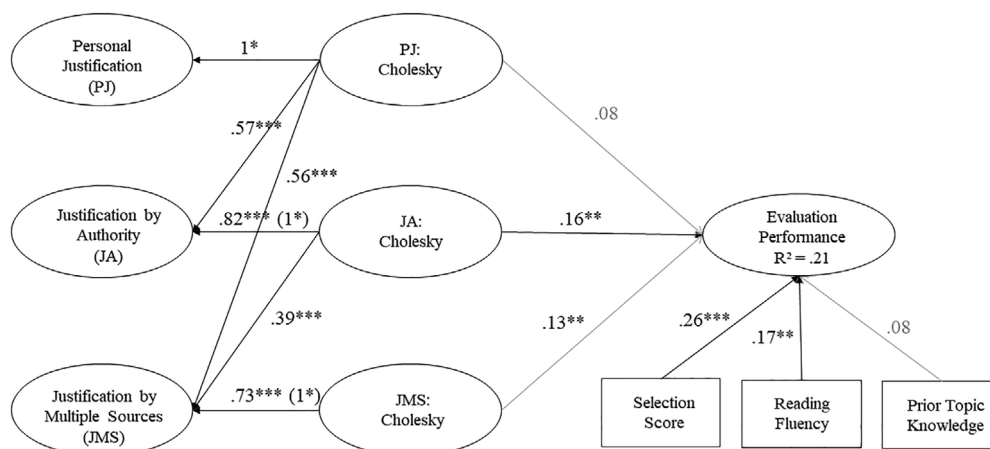 Personal
Justification
(PJ)
1*
PJ:
Cholesky
.08
.57***
.56***
Justification by
Authority
(JA)
.82*** (1*)
JA:
Cholesky
.16**
Evaluation
Performance
R² = .21
.39***
.13**
.26***
.17**
.08
Justification by
Multiple Sources
(JMS)
.73*** (1*)
JMS:
Cholesky
Selection
Score
Reading
Fluency
Prior Topic
Knowledge